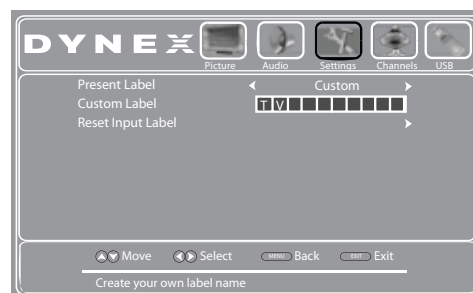 DYNEX
Picture Audio Settings Channels USB
Present Label Custom
Custom Label TV
Reset Input Label
Move Select MENU Back EXIT Exit
Create your own label name